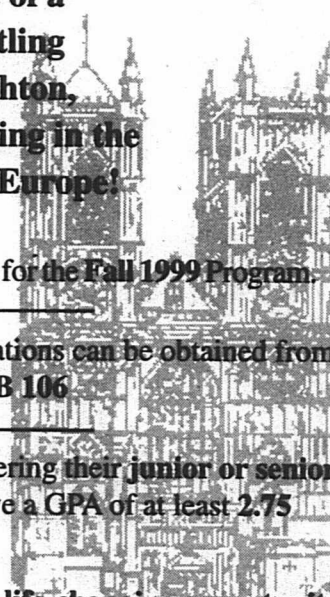 of a
tling
hton,
ing in the
Europe!
for the Fall 1999 Program.
ations can be obtained from
B 106
ering their junior or senior
e a GPA of at least 2.75